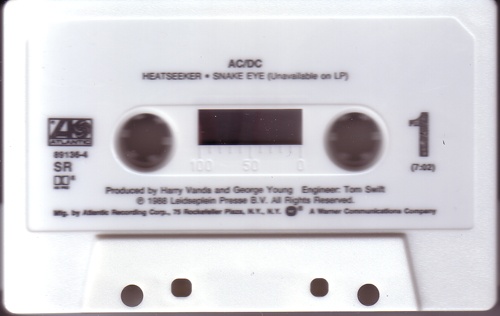 AC/DC
HEATSEEKER • SNAKE EYE (Unavailable on LP)
ATLANTIC
89136-4
SR
1
(7:02)
100 50 0
Produced by Harry Vanda and George Young Engineer: Tom Swift
℗ 1988 Leidseplein Presse B.V. All Rights Reserved.
Mfg. by Atlantic Recording Corp., 75 Rockefeller Plaza, N.Y., N.Y. ® A Warner Communications Company